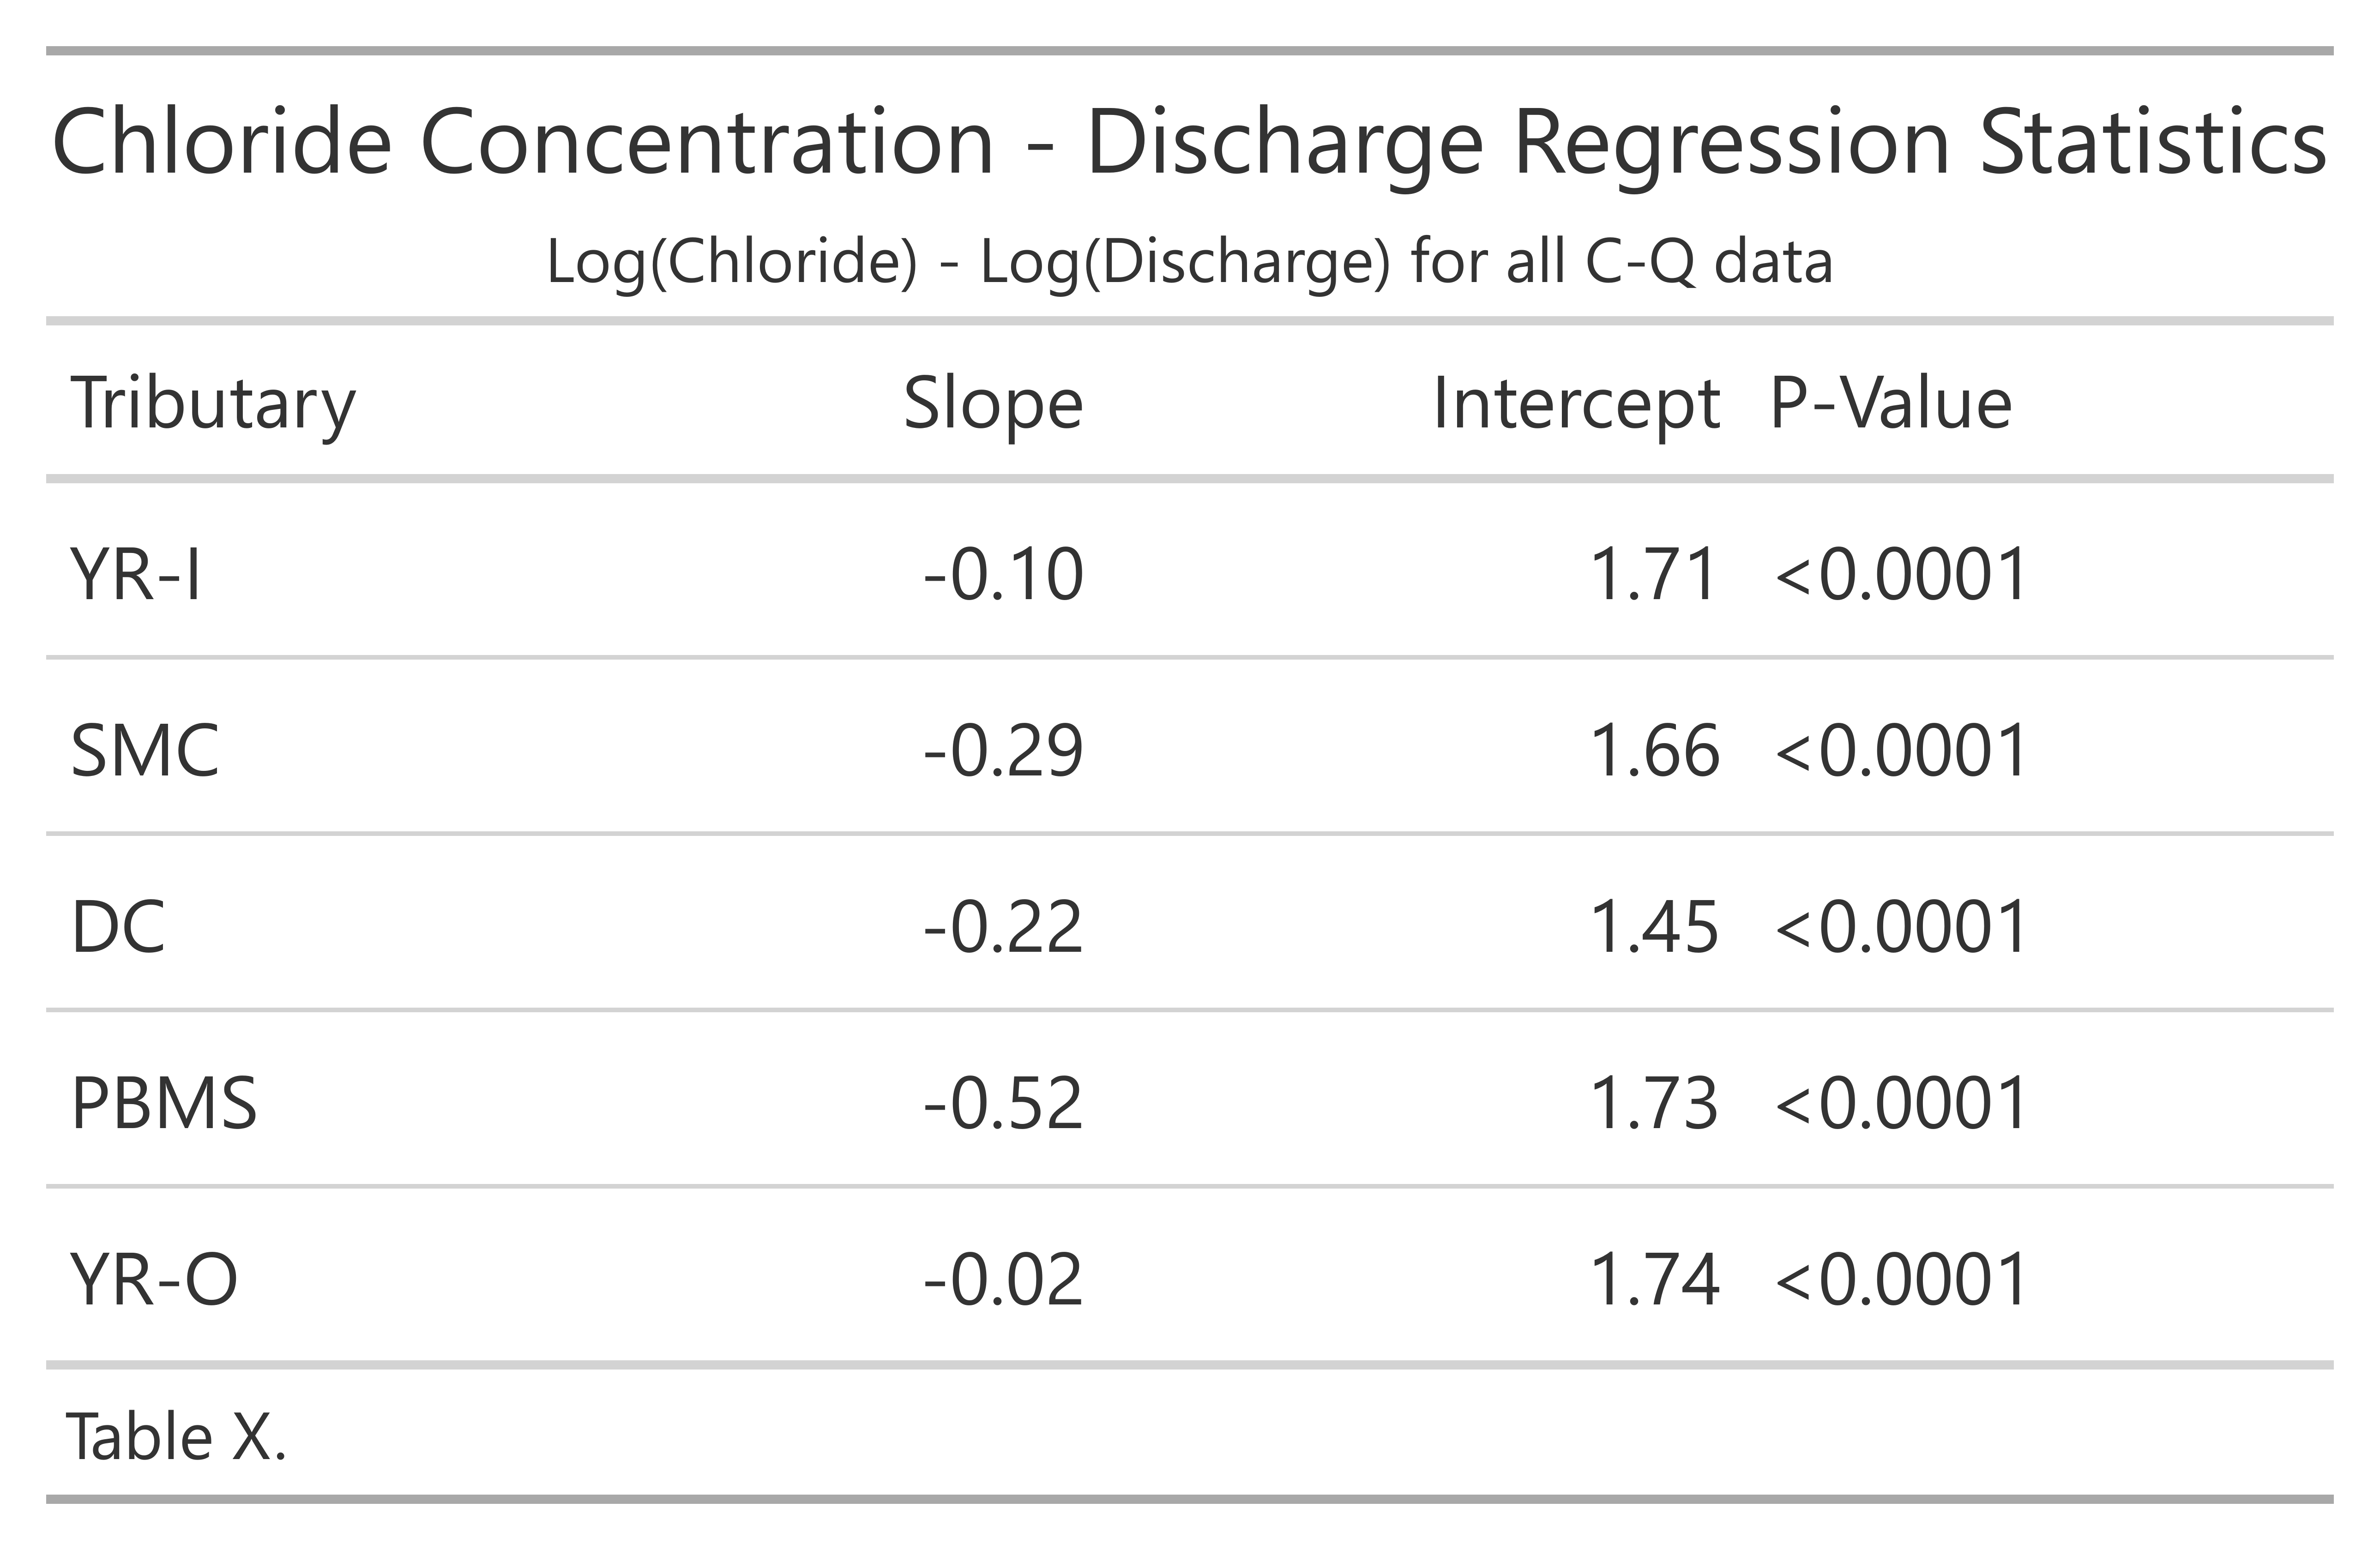 Chloride Concentration - Discharge Regression Statistics
Log(Chloride) - Log(Discharge) for all C-Q data
Tributary Slope Intercept P-Value
YR-I -0.10 1.71 <0.0001
SMC -0.29 1.66 <0.0001
DC -0.22 1.45 <0.0001
PBMS -0.52 1.73 <0.0001
YR-O -0.02 1.74 <0.0001
Table X.